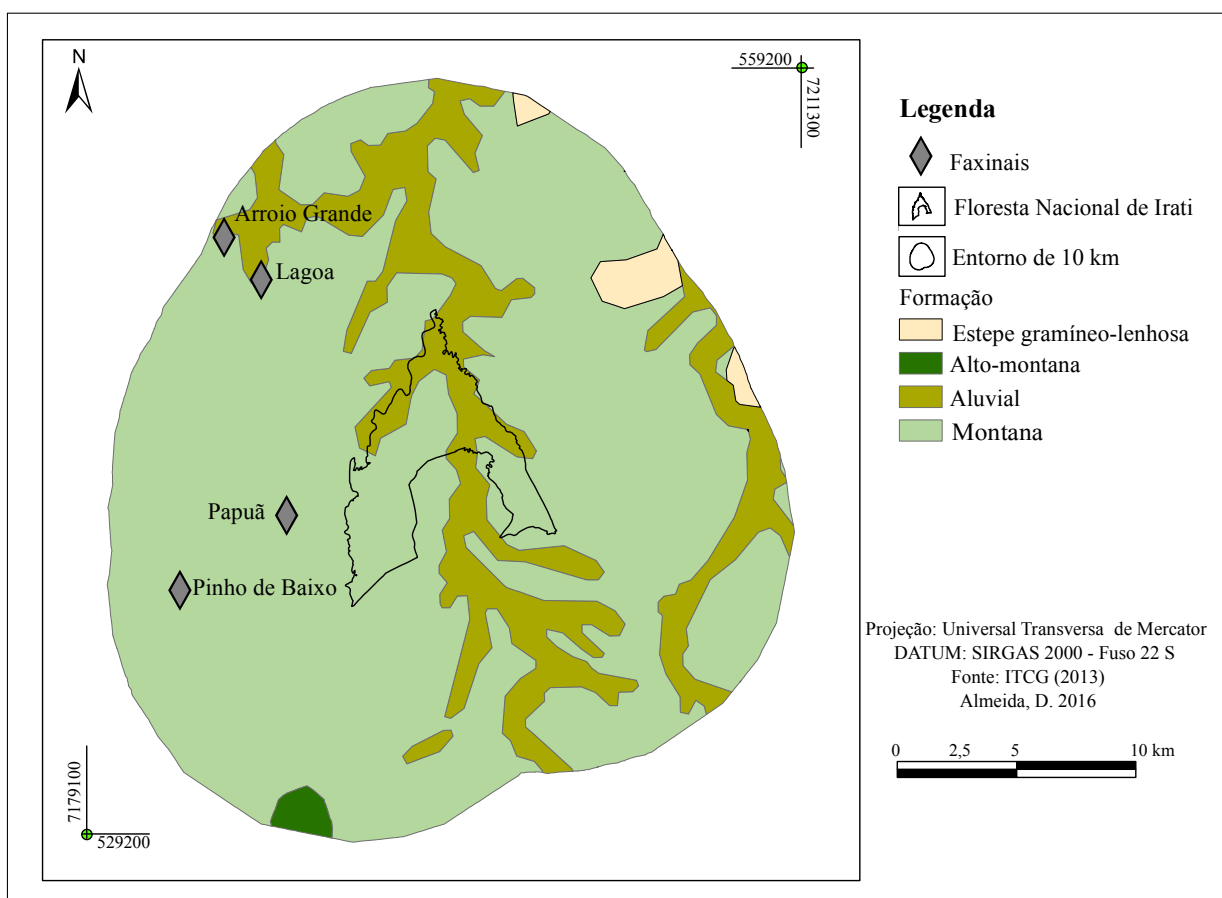 N
559200
7211300
Arroio Grande
Lagoa
Papuã
Pinho de Baixo
7179100
529200
Legenda
Faxinais
Floresta Nacional de Irati
Entorno de 10 km
Formação
Estepe gramíneo-lenhosa
Alto-montana
Aluvial
Montana
Projeção: Universal Transversa de Mercator
DATUM: SIRGAS 2000 - Fuso 22 S
Fonte: ITCG (2013)
Almeida, D. 2016
0 2,5 5 10 km